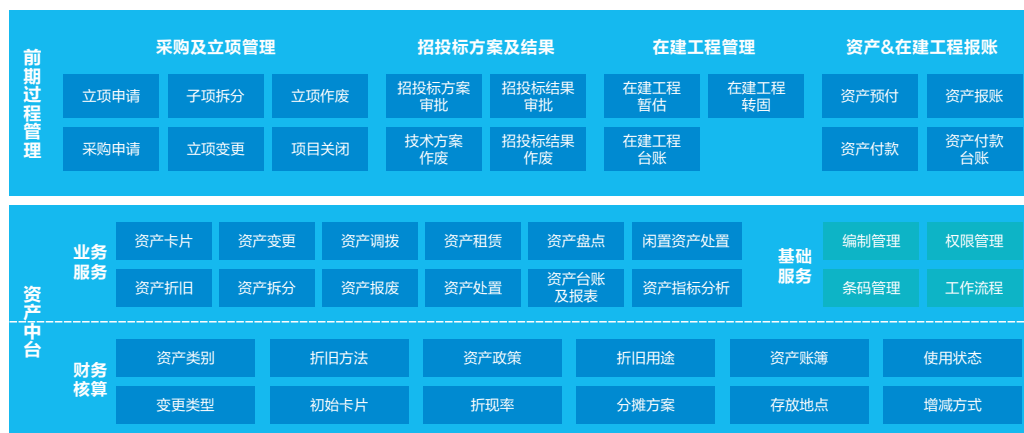 前期过程管理
采购及立项管理
招投标方案及结果
在建工程管理
资产&在建工程报账
立项申请
子项拆分
立项作废
招投标方案
审批
招投标结果
审批
在建工程
暂估
在建工程
转固
资产预付
资产报账
采购申请
立项变更
项目关闭
技术方案
作废
招投标结果
作废
在建工程
台账
资产付款
资产付款
台账
资产中台
业务
服务
资产卡片
资产变更
资产调拨
资产租赁
资产盘点
闲置资产处置
资产折旧
资产拆分
资产报废
资产处置
资产台账
及报表
资产指标分析
基础
服务
编制管理
权限管理
条码管理
工作流程
财务
核算
资产类别
折旧方法
资产政策
折旧用途
资产账簿
使用状态
变更类型
初始卡片
折现率
分摊方案
存放地点
增减方式